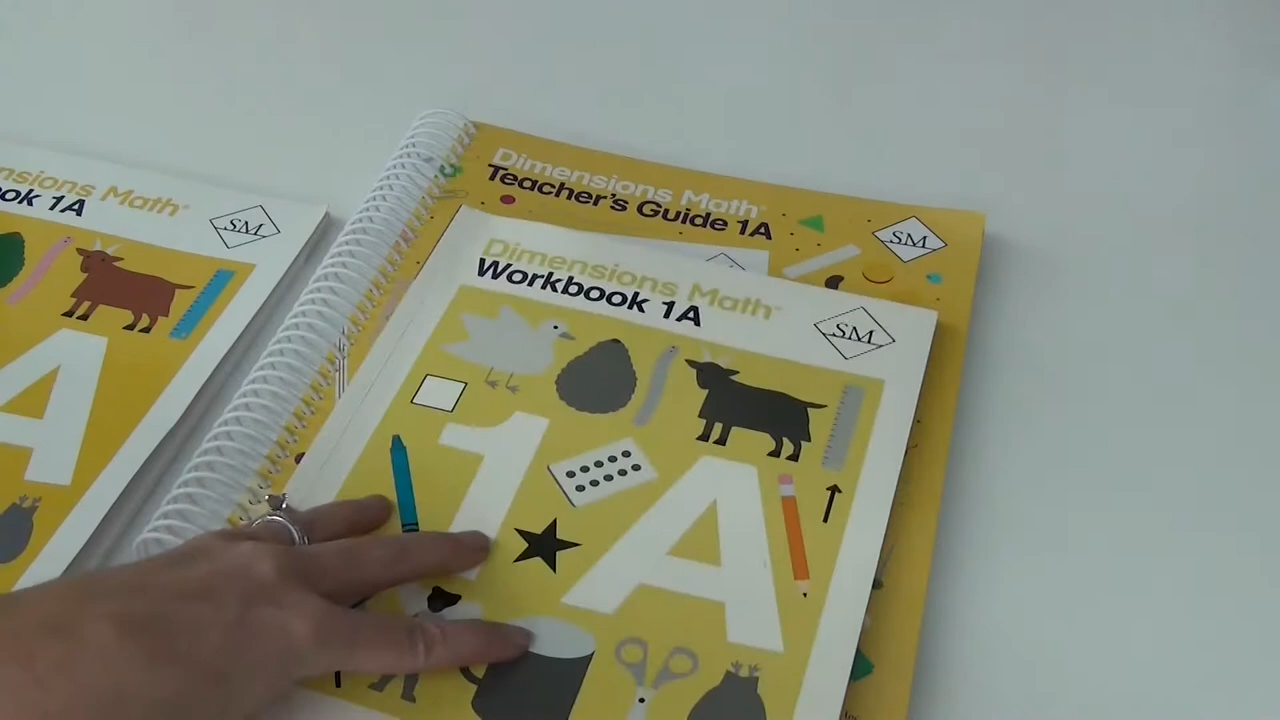 nsions Math®
ook 1A
SM
Dimensions Math®
Teacher's Guide 1A
SM
Dimensions Math®
Workbook 1A
SM
1A
A